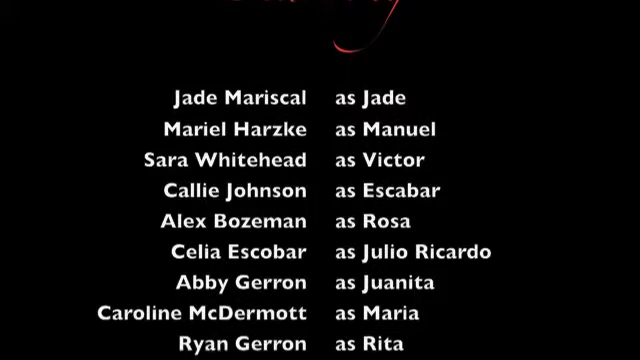 Jade Mariscal as Jade
Mariel Harzke as Manuel
Sara Whitehead as Victor
Callie Johnson as Escabar
Alex Bozeman as Rosa
Celia Escobar as Julio Ricardo
Abby Gerron as Juanita
Caroline McDermott as Maria
Ryan Gerron as Rita